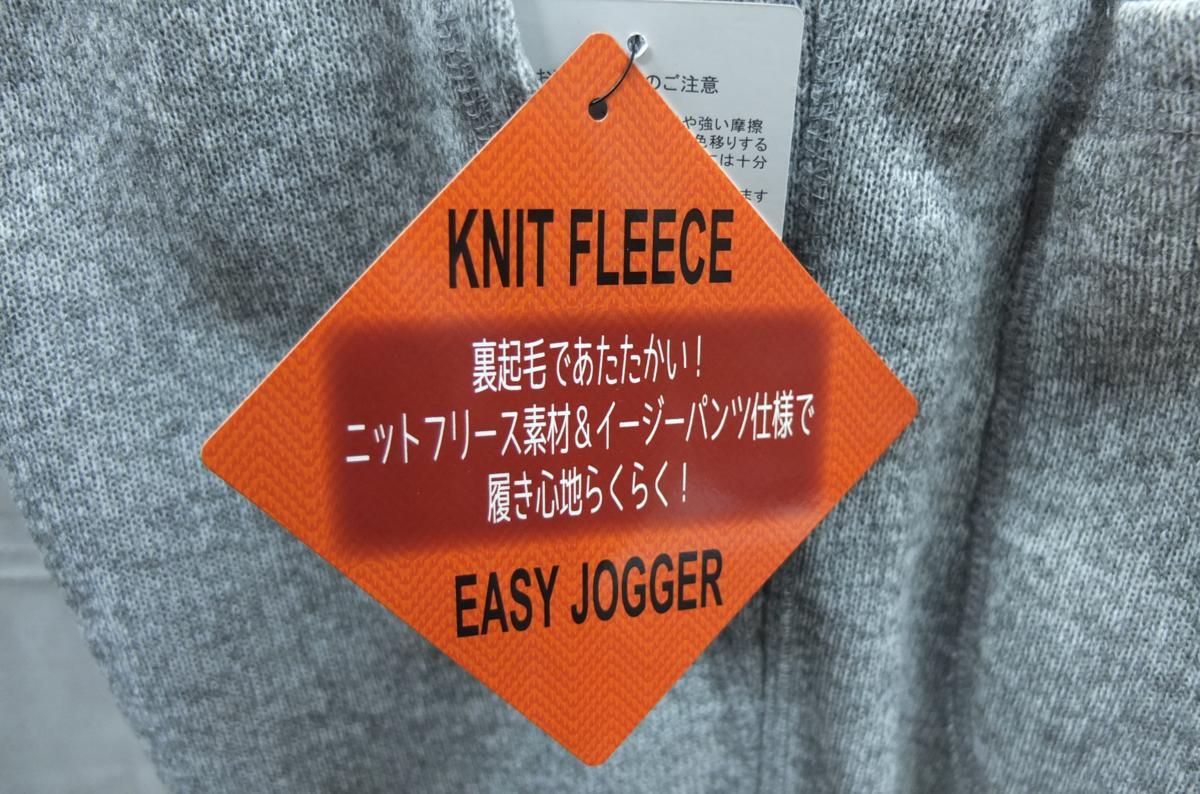 のご注意
や強い摩擦
色移りする
には十分
ます
KNIT FLEECE
裏起毛であたたかい！
ニットフリース素材＆イージーパンツ仕様で
履き心地らくらく！
EASY JOGGER